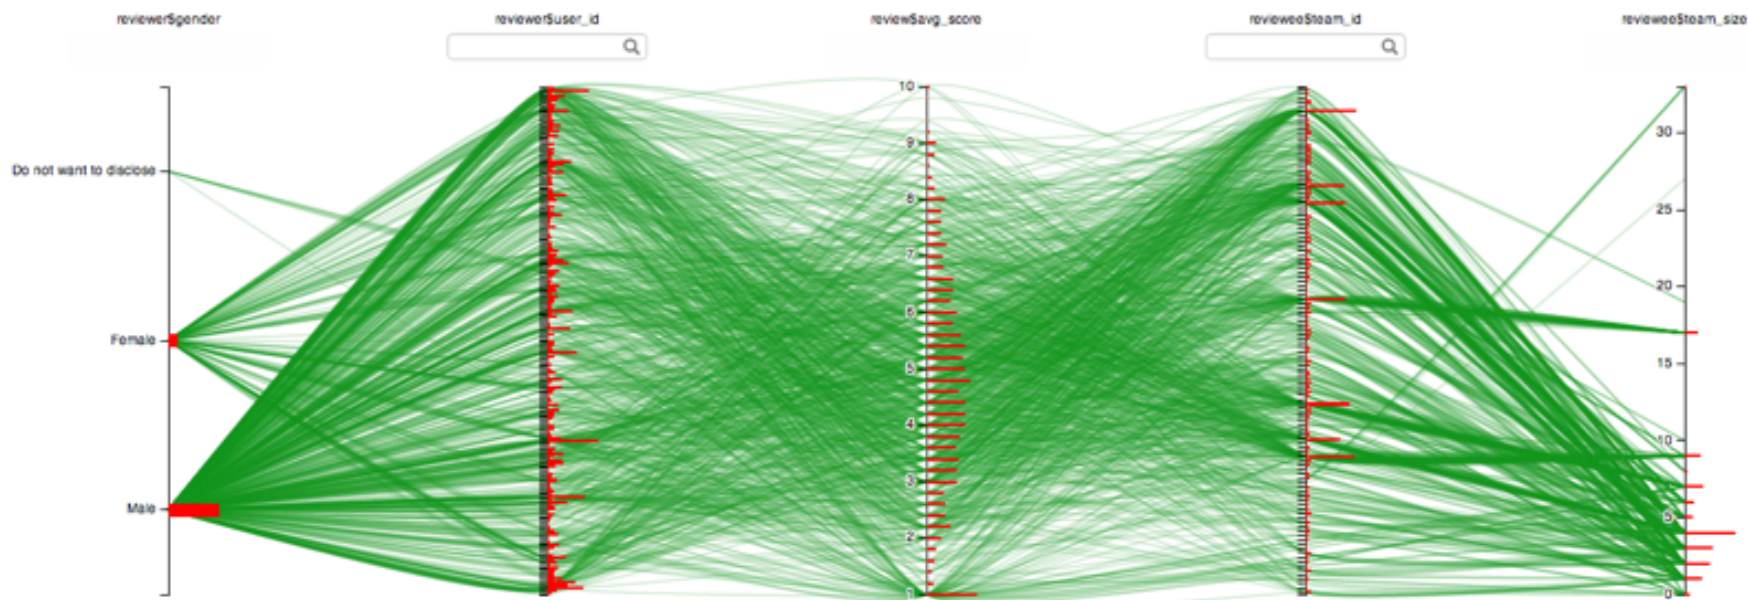 reviewer$gender
reviewer$user_id
review$avg_score
reviewee$team_id
reviewee$team_size
10
9
8
7
6
5
4
3
2
1
Do not want to disclose
Female
Male
30
25
20
15
10
5
0